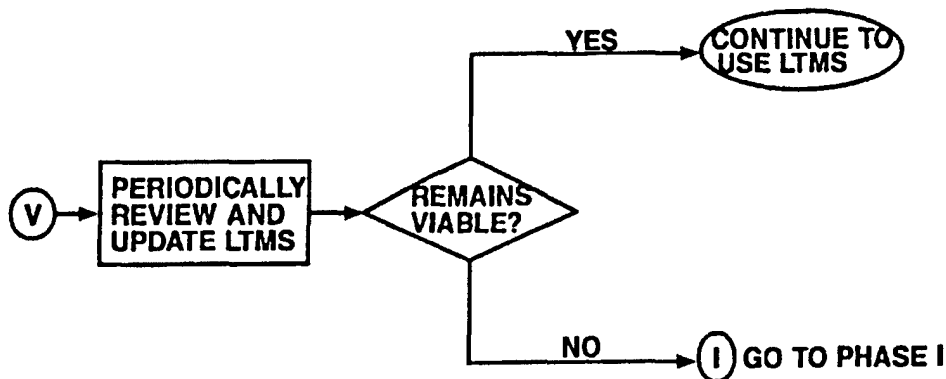 YES
CONTINUE TO
USE LTMS
V
PERIODICALLY
REVIEW AND
UPDATE LTMS
REMAINS
VIABLE?
NO
I GO TO PHASE I